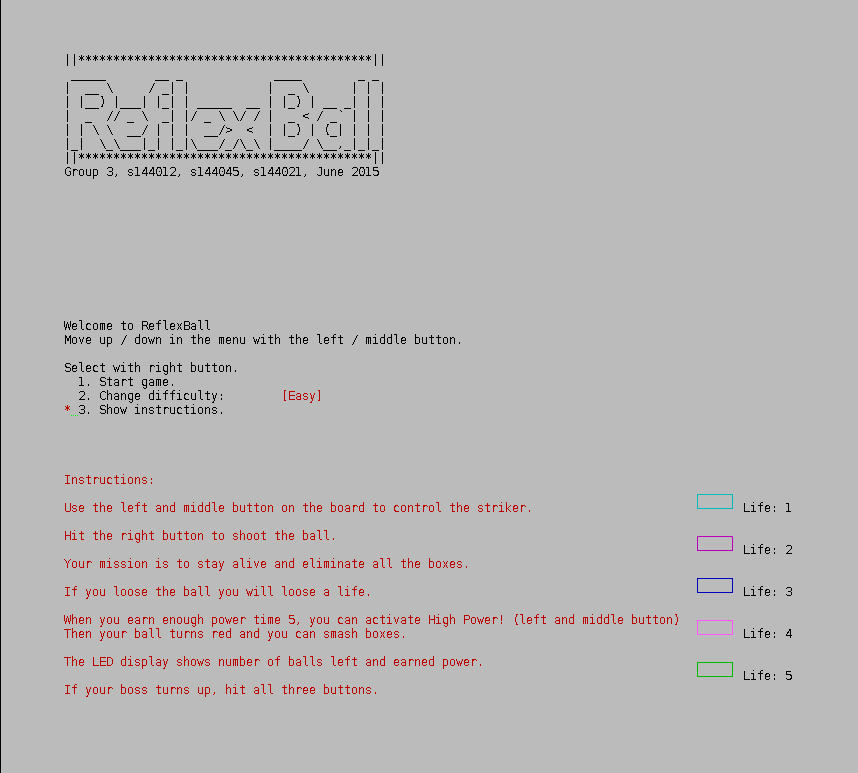 ||******************************************||
ReflexBall
||******************************************||
Group 3, s144012, s144045, s144021, June 2015
Welcome to ReflexBall
Move up / down in the menu with the left / middle button.
Select with right button.
1. Start game.
2. Change difficulty: [Easy]
* 3. Show instructions.
Instructions:
Use the left and middle button on the board to control the striker.
Hit the right button to shoot the ball.
Your mission is to stay alive and eliminate all the boxes.
If you loose the ball you will loose a life.
When you earn enough power time 5, you can activate High Power! (left and middle button)
Then your ball turns red and you can smash boxes.
The LED display shows number of balls left and earned power.
If your boss turns up, hit all three buttons.
Life: 1
Life: 2
Life: 3
Life: 4
Life: 5